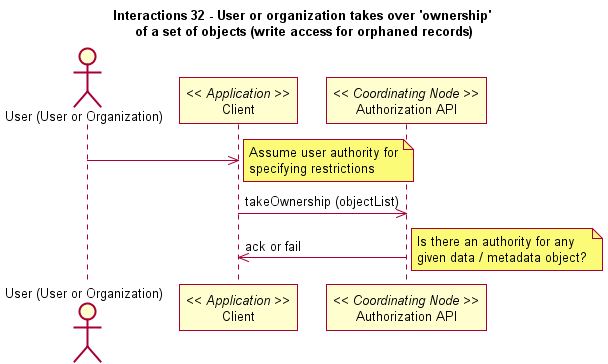 Interactions 32 - User or organization takes over 'ownership'
of a set of objects (write access for orphaned records)
User (User or Organization)
<< Application >>
Client
<< Coordinating Node >>
Authorization API
Assume user authority for
specifying restrictions
takeOwnership (objectList)
ack or fail
Is there an authority for any
given data / metadata object?
User (User or Organization)
<< Application >>
Client
<< Coordinating Node >>
Authorization API